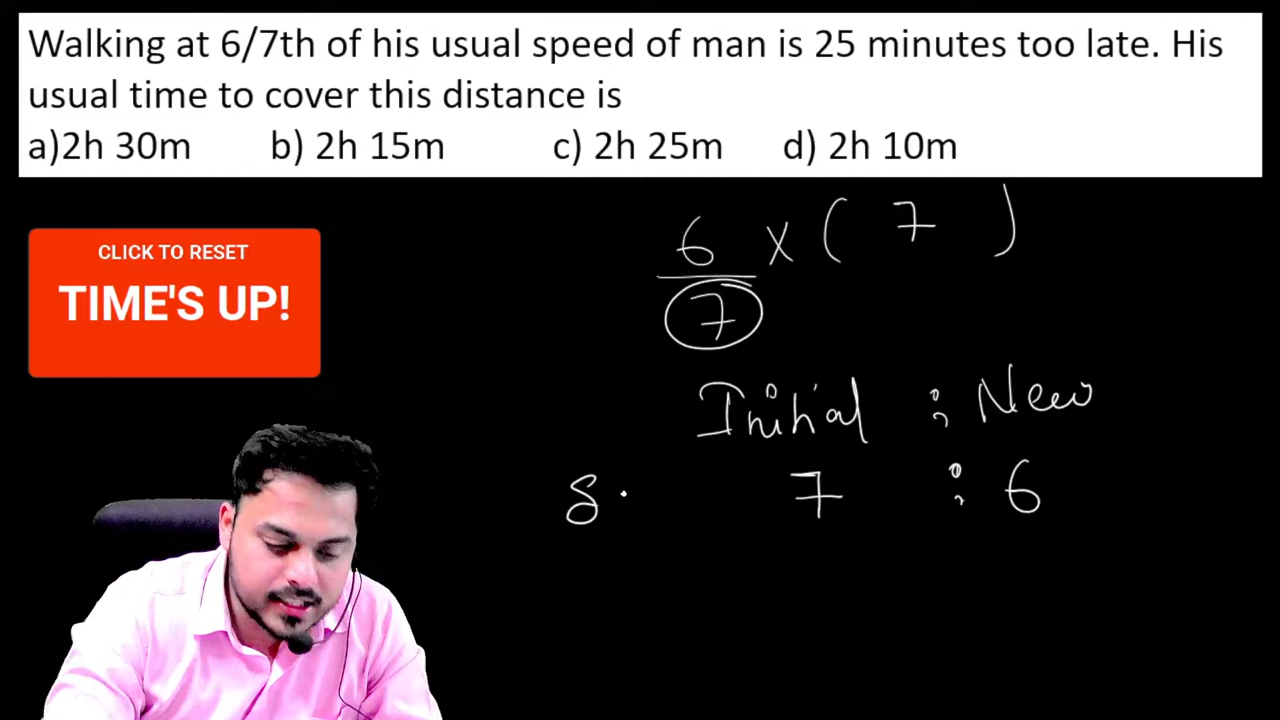 Walking at 6/7th of his usual speed of man is 25 minutes too late. His
usual time to cover this distance is
a)2h 30m b) 2h 15m c) 2h 25m d) 2h 10m
CLICK TO RESET
TIME'S UP!
6/7 × ( 7 )
Initial : New
S. 7 : 6